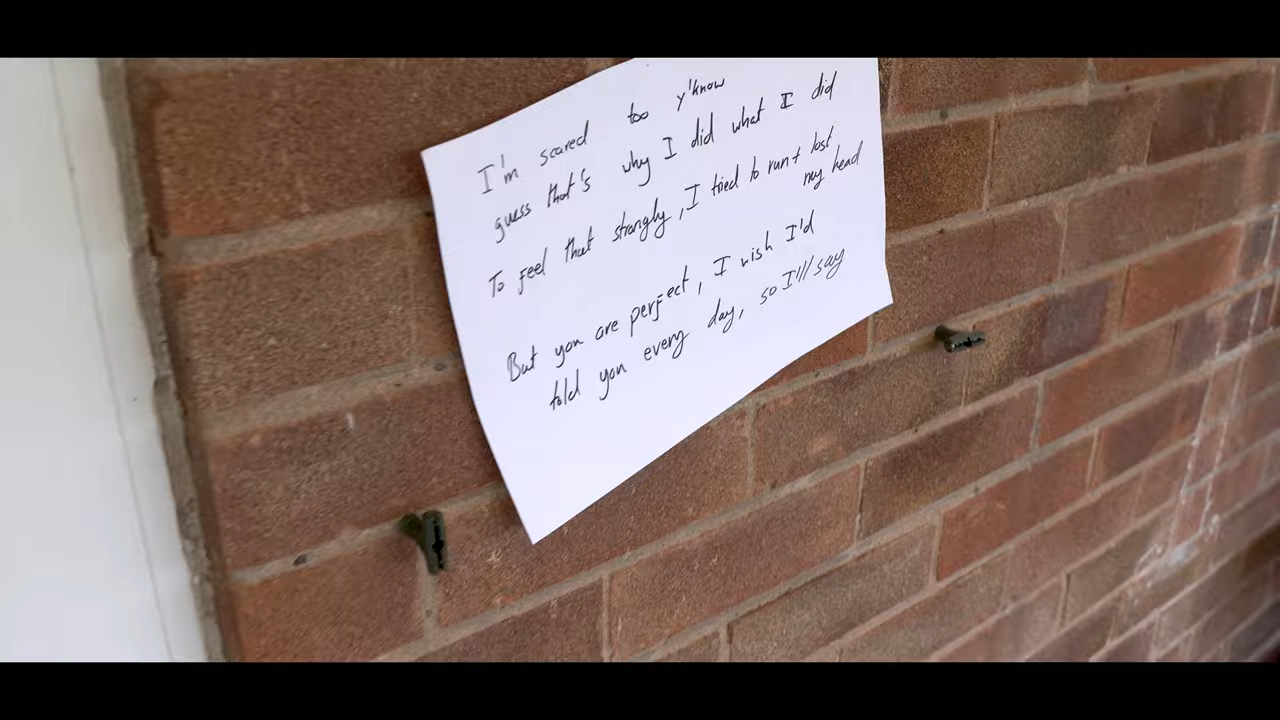 I'm scared too y'know
guess that's why I did what I did
To feel that strongly, I tried to run + lost
my head
But you are perfect, I wish I'd
told you every day, so I'll say